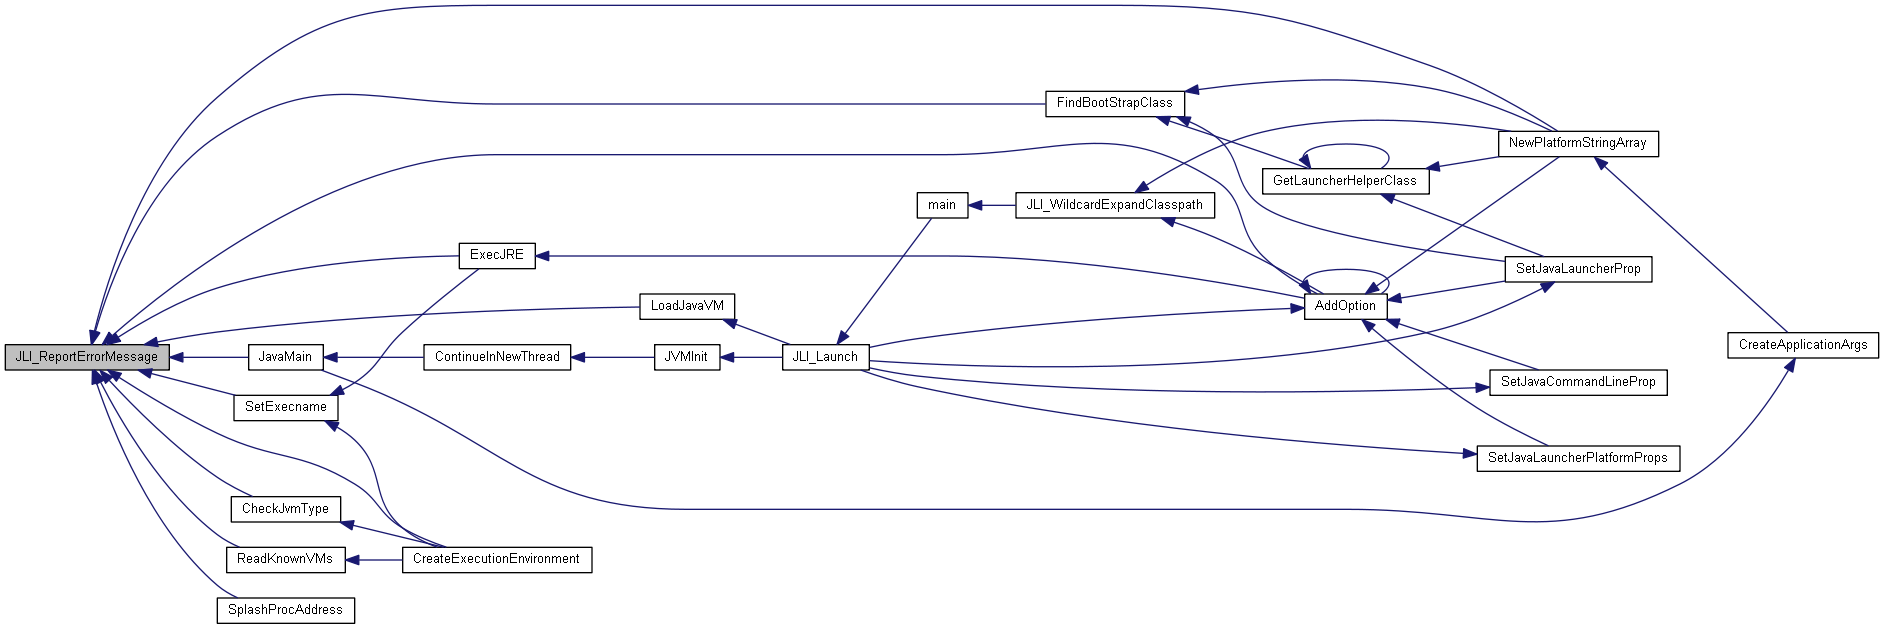 FindBootStrapClass
NewPlatformStringArray
GetLauncherHelperClass
main
JLI_WildcardExpandClasspath
ExecJRE
SetJavaLauncherProp
LoadJavaVM
AddOption
JLI_ReportErrorMessage
JavaMain
ContinueInNewThread
JVMInit
JLI_Launch
CreateApplicationArgs
SetJavaCommandLineProp
SetExecname
SetJavaLauncherPlatformProps
CheckJvmType
ReadKnownVMs
CreateExecutionEnvironment
SplashProcAddress